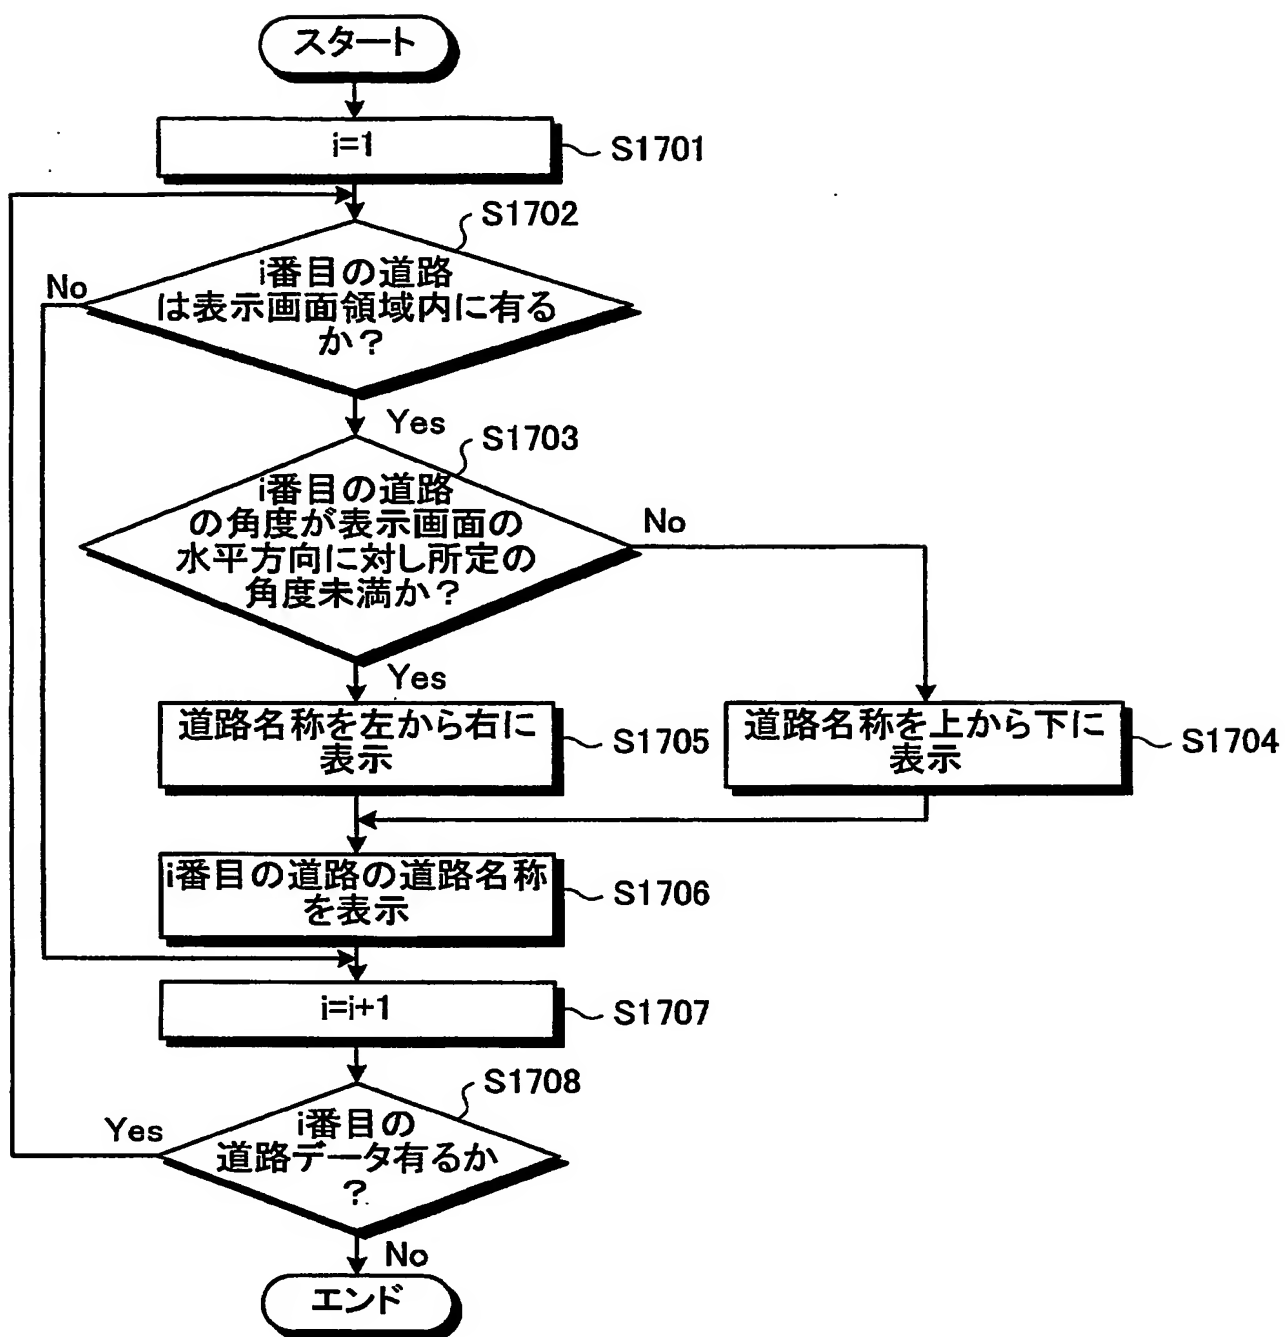 スタート
i=1
S1701
S1702
i番目の道路
は表示画面領域内に有る
か？
No
Yes
S1703
i番目の道路
の角度が表示画面の
水平方向に対し所定の
角度未満か？
No
Yes
道路名称を左から右に
表示
S1705
道路名称を上から下に
表示
S1704
i番目の道路の道路名称
を表示
S1706
i=i+1
S1707
S1708
i番目の
道路データ有るか
？
Yes
No
エンド